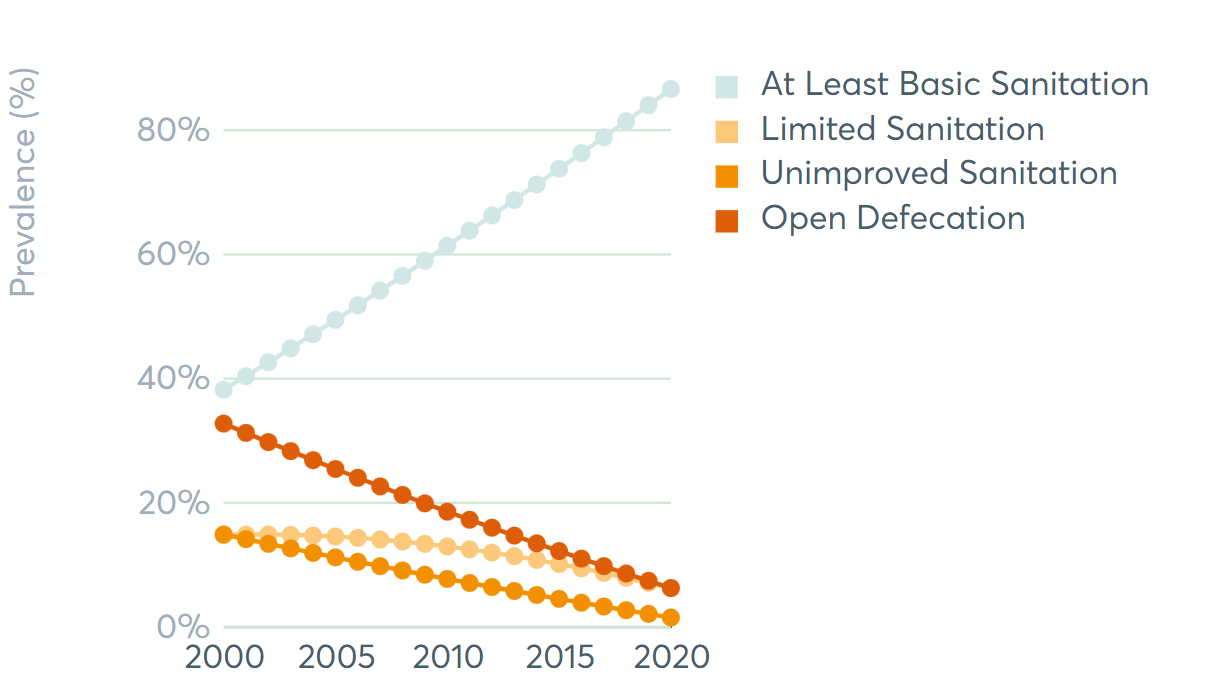 Prevalence (%)
80%
60%
40%
20%
0%
2000 2005 2010 2015 2020
At Least Basic Sanitation
Limited Sanitation
Unimproved Sanitation
Open Defecation